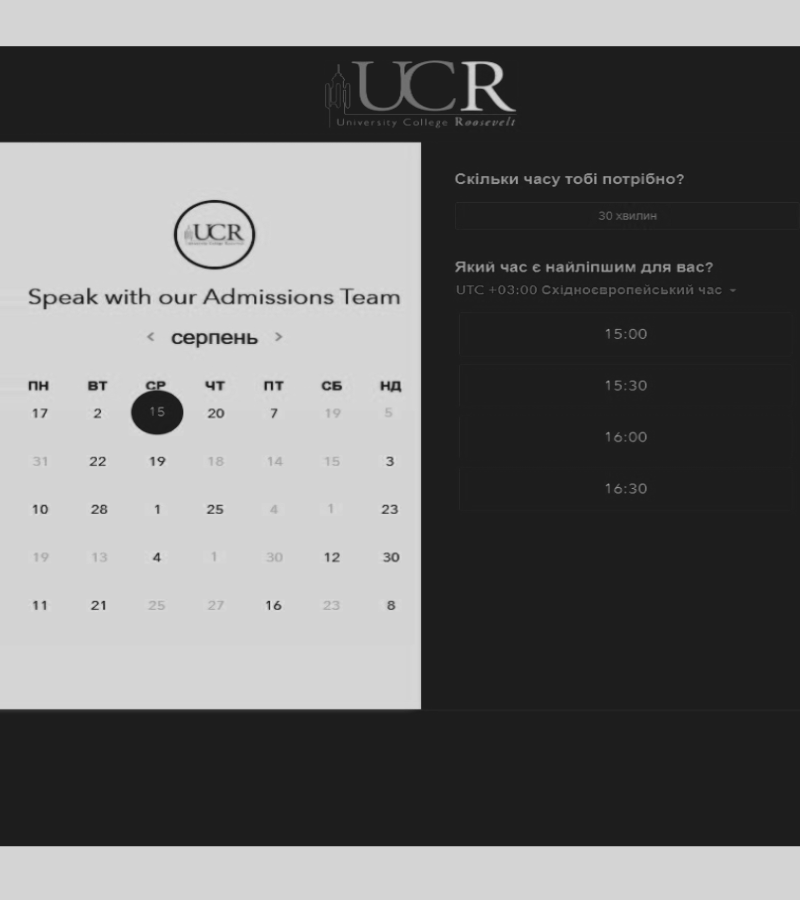 UCR
University College Roosevelt
UCR
Speak with our Admissions Team
< серпень >
ПН ВТ СР ЧТ ПТ СБ НД
17 2 15 20 7 19 5
31 22 19 18 14 15 3
10 28 1 25 4 1 23
19 13 4 1 30 12 30
11 21 25 27 16 23 8
Скільки часу тобі потрібно?
30 хвилин
Який час є найліпшим для вас?
UTC +03:00 Східноєвропейський час
15:00
15:30
16:00
16:30